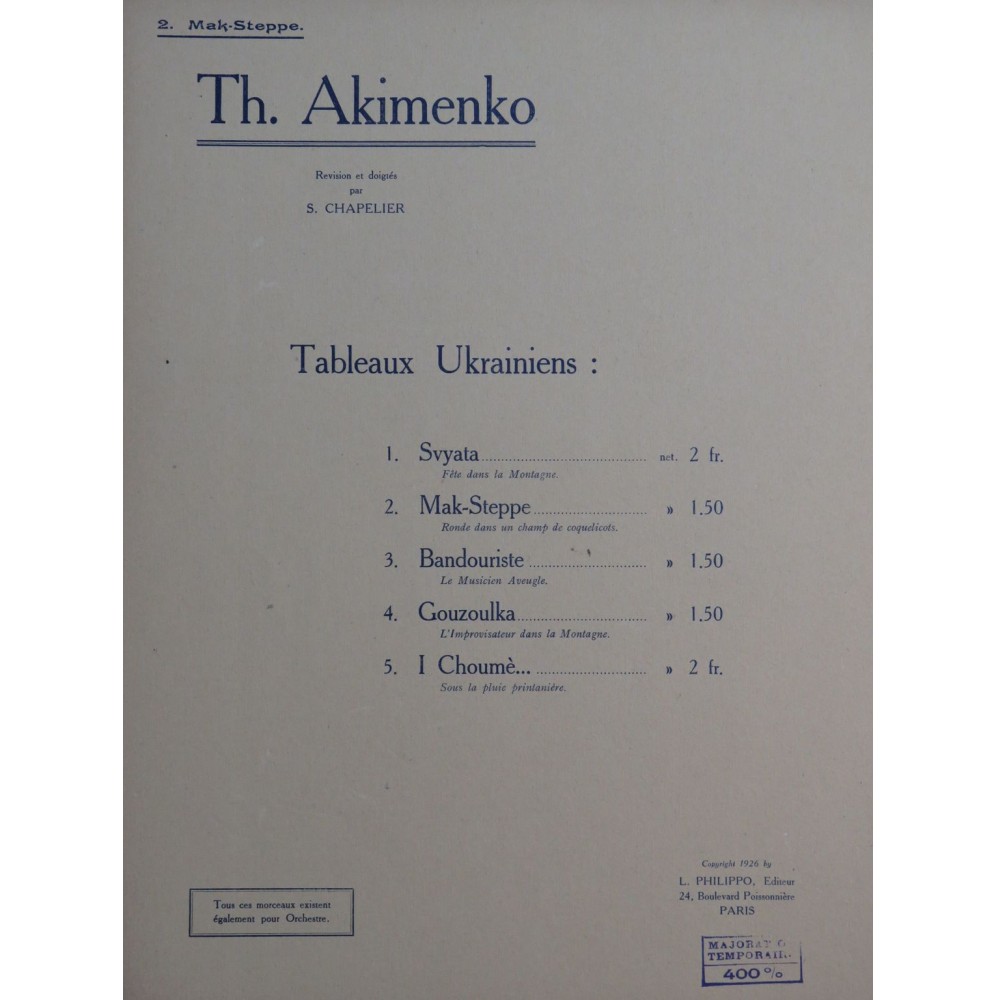 2. Mak-Steppe.
Th. Akimenko
Revision et doigtés
par
S. CHAPELIER
Tableaux Ukrainiens :
1. Svyata........................................ net. 2 fr.
Fête dans la Montagne.
2. Mak-Steppe............................ » 1.50
Ronde dans un champ de coquelicots.
3. Bandouriste............................. » 1.50
Le Musicien Aveugle.
4. Gouzoulka................................ » 1.50
L'Improvisateur dans la Montagne.
5. I Choumè... ........................... » 2 fr.
Sous la pluie printanière.
Tous ces morceaux existent
également pour Orchestre.
Copyright 1926 by
L. PHILIPPO, Editeur
24, Boulevard Poissonnière
PARIS
400 %